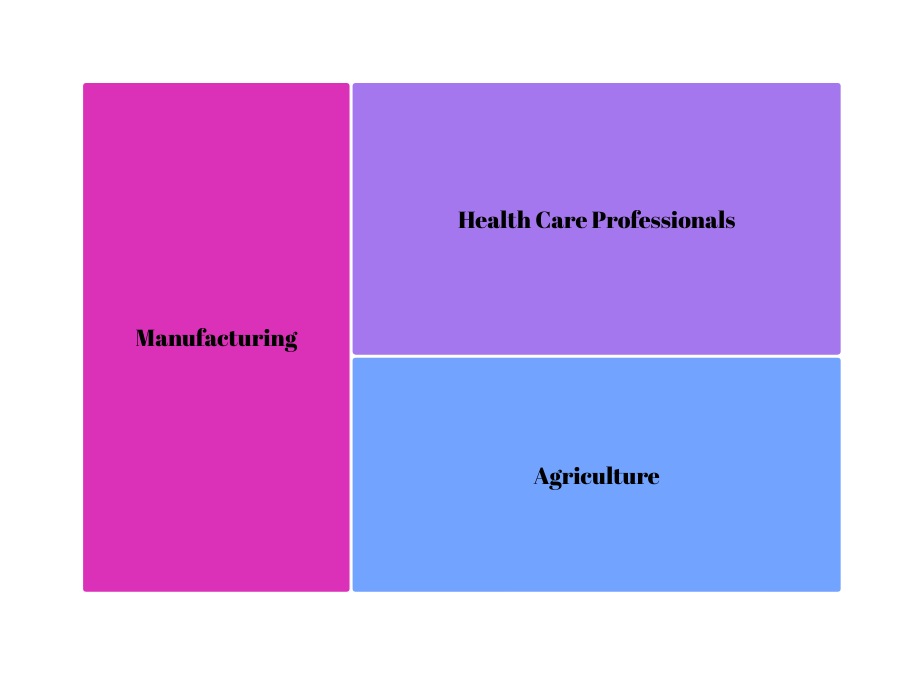 Health Care Professionals
Manufacturing
Agriculture